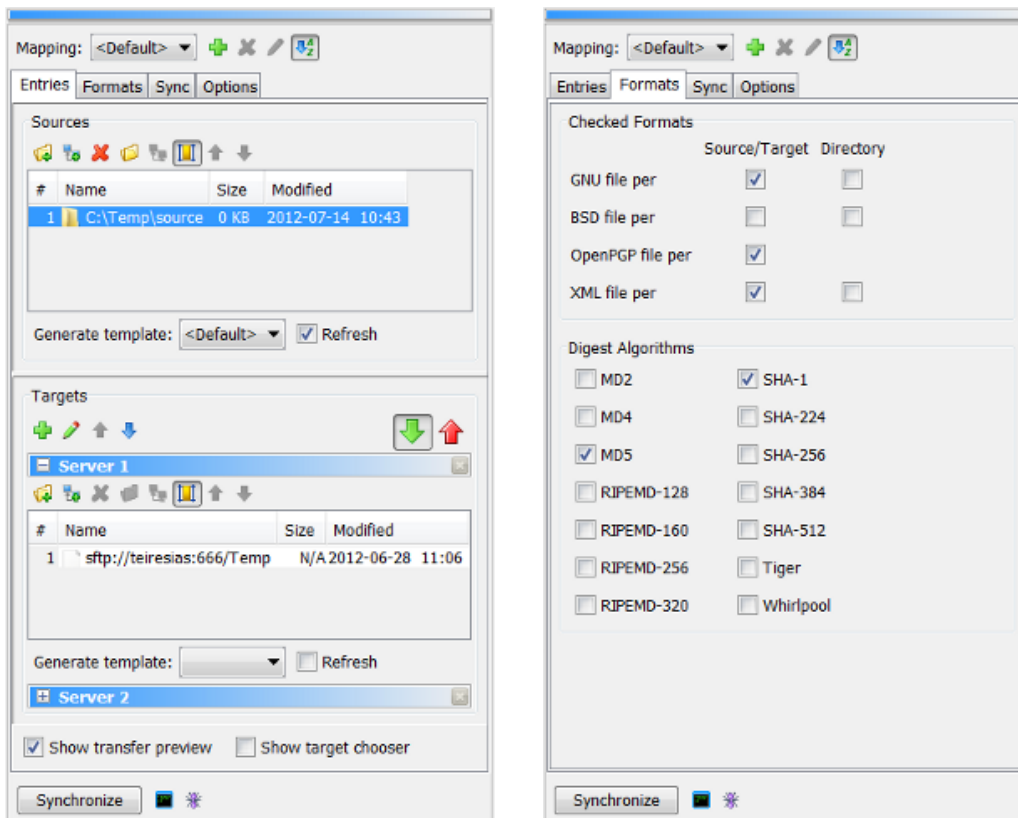 Mapping: <Default>
Entries Formats Sync Options
Sources
# Name Size Modified
1 C:\Temp\source 0 KB 2012-07-14 10:43
Generate template: <Default> Refresh
Targets
Server 1
# Name Size Modified
1 sftp://teiresias:666/Temp N/A 2012-06-28 11:06
Generate template: Refresh
Server 2
Show transfer preview Show target chooser
Synchronize
Mapping: <Default>
Entries Formats Sync Options
Checked Formats
Source/Target Directory
GNU file per
BSD file per
OpenPGP file per
XML file per
Digest Algorithms
MD2 SHA-1
MD4 SHA-224
MD5 SHA-256
RIPEMD-128 SHA-384
RIPEMD-160 SHA-512
RIPEMD-256 Tiger
RIPEMD-320 Whirlpool
Synchronize